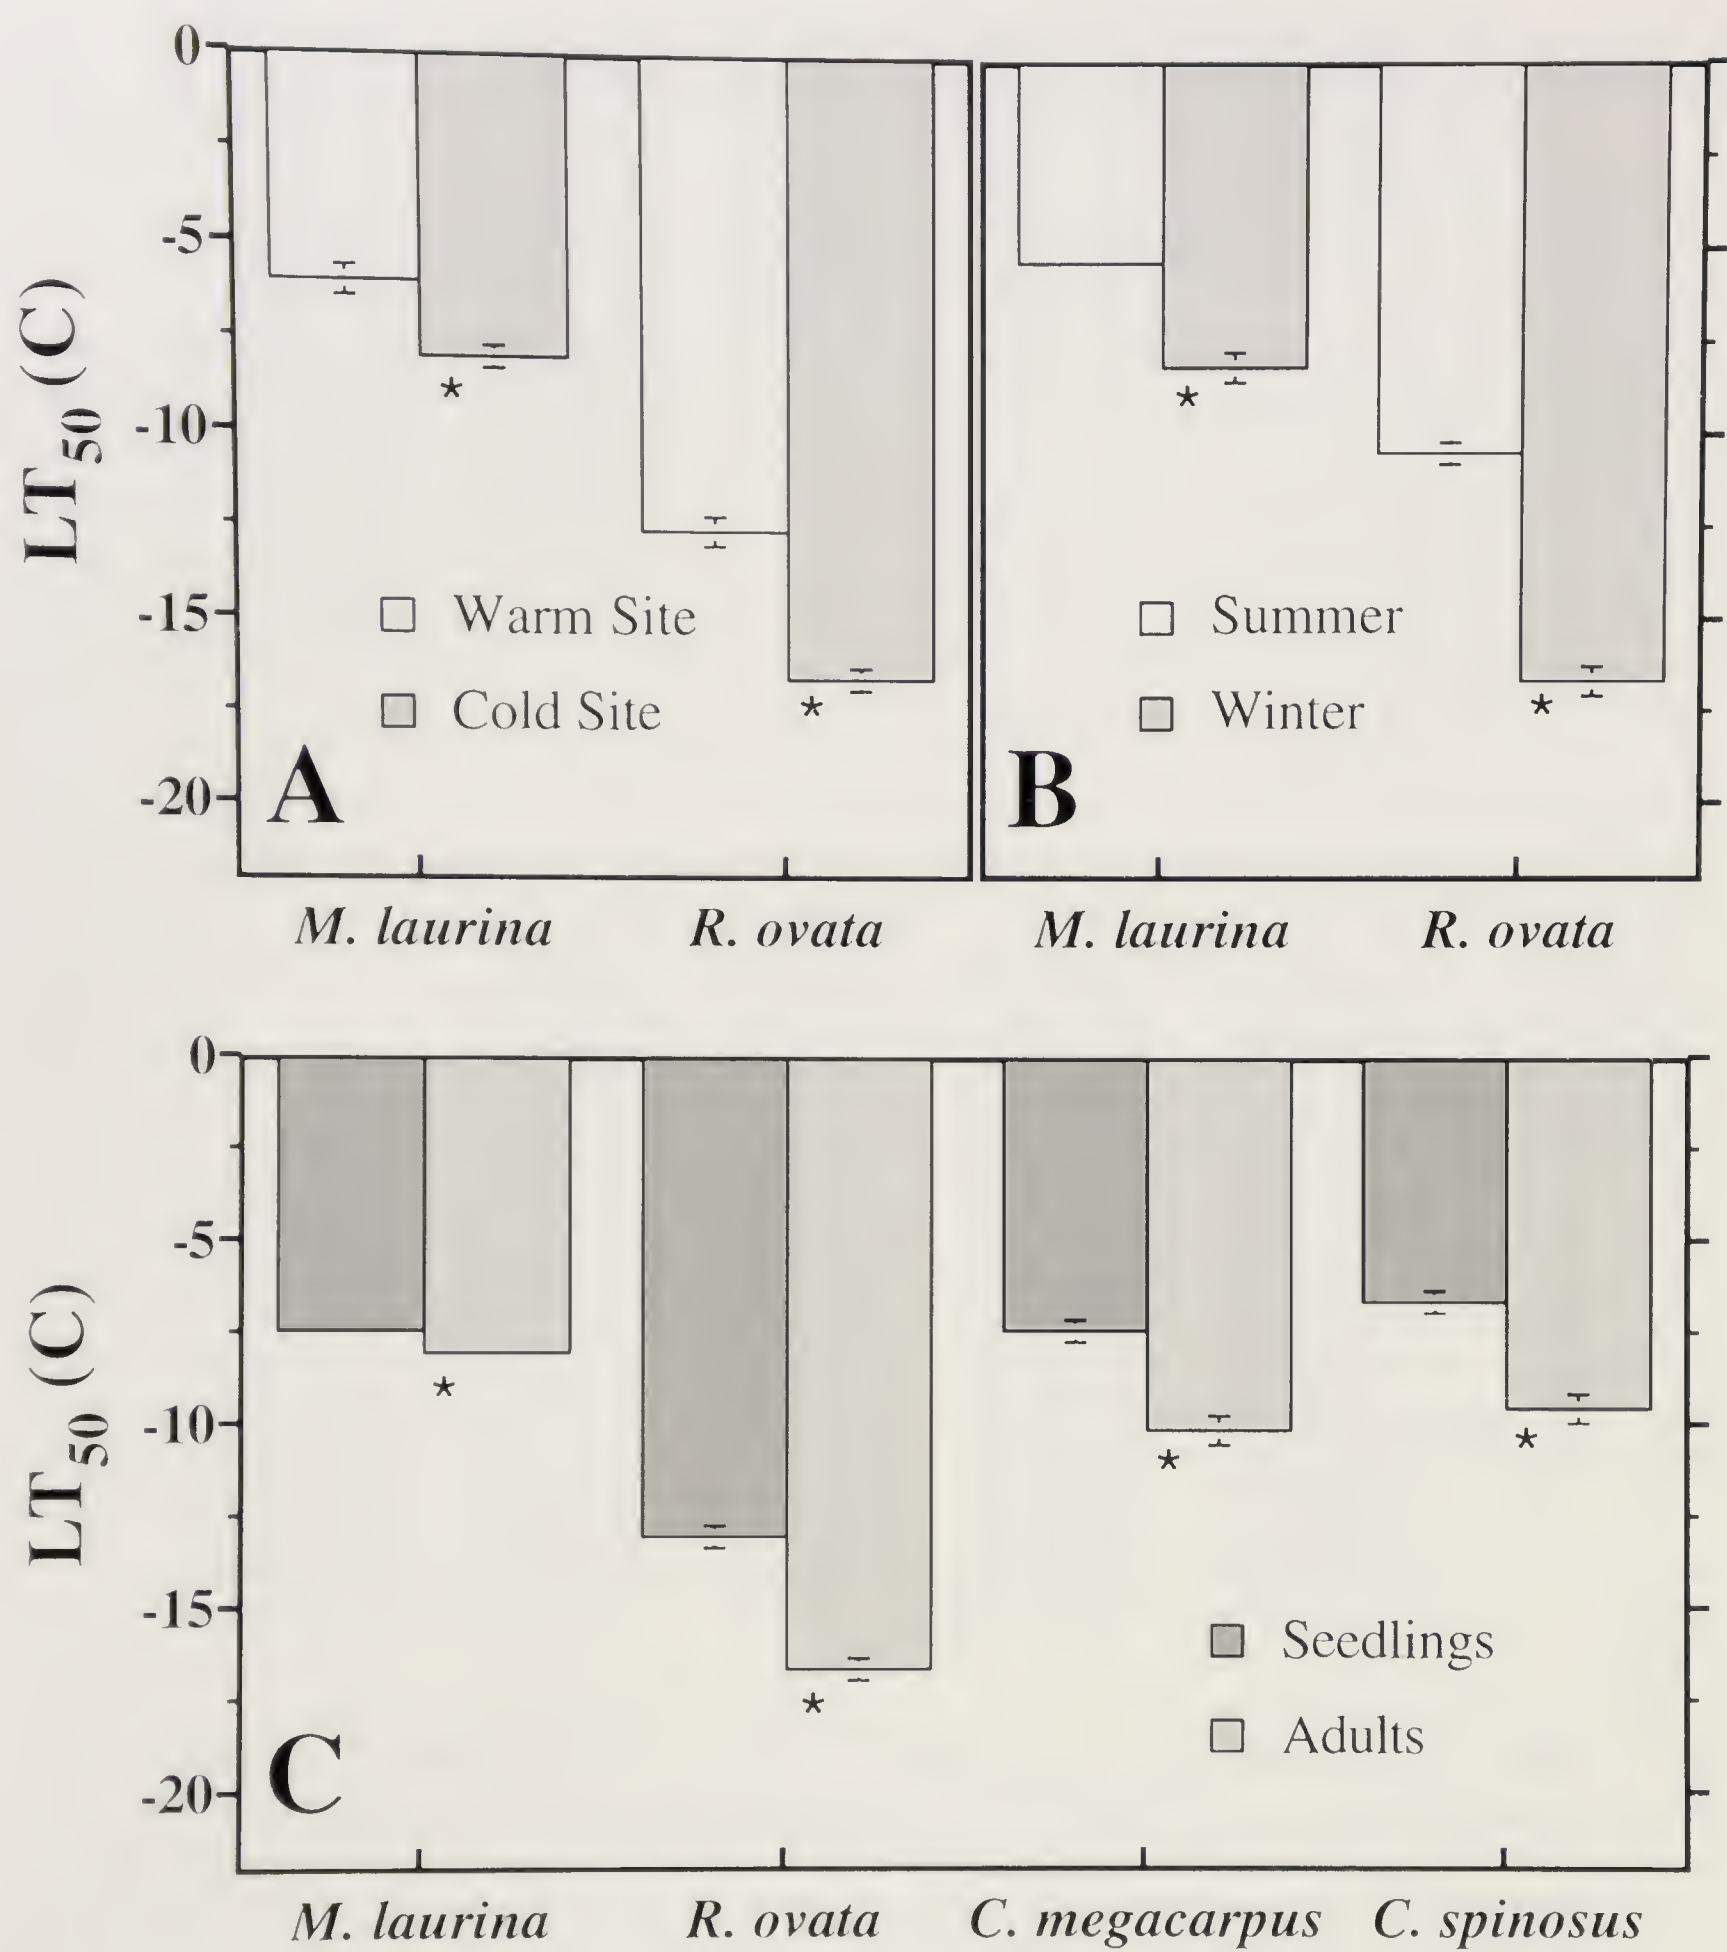 0
-5
-10
-15
-20
LT50 (C)
Warm Site
Cold Site
A
M. laurina R. ovata
Summer
Winter
B
M. laurina R. ovata
*
*
*
*
0
-5
-10
-15
-20
LT50 (C)
*
*
*
*
Seedlings
Adults
C
M. laurina R. ovata C. megacarpus C. spinosus